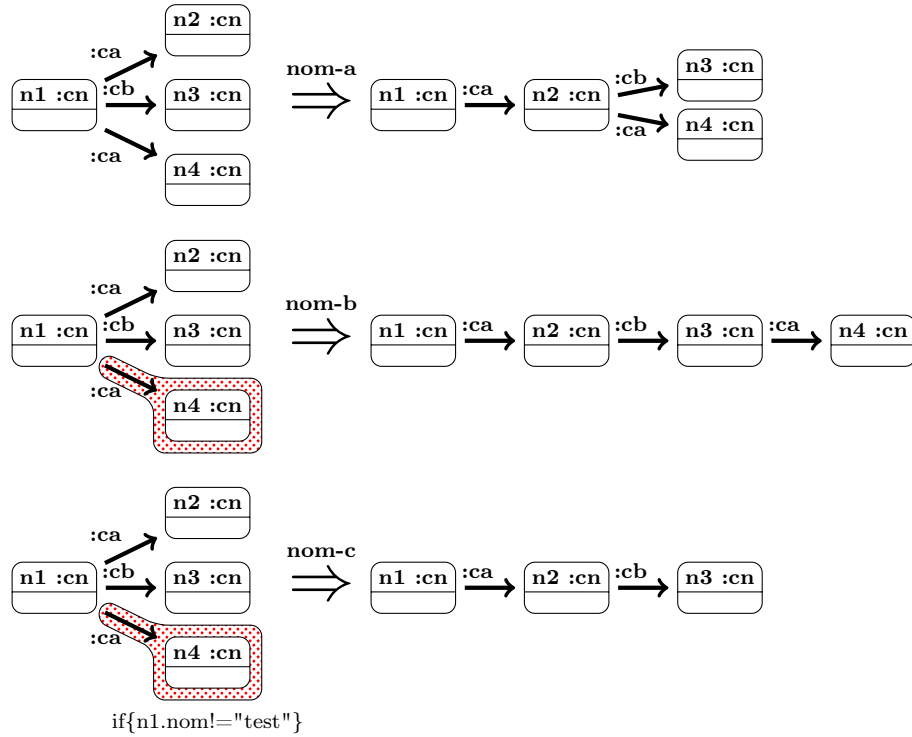 n2 :cn
:ca
nom-a
n1 :cn :cb n3 :cn n1 :cn :ca n2 :cn :cb n3 :cn
:ca n4 :cn
:ca
n4 :cn
n2 :cn
:ca
nom-b
n1 :cn :cb n3 :cn n1 :cn :ca n2 :cn :cb n3 :cn :ca n4 :cn
:ca
n4 :cn
n2 :cn
:ca
nom-c
n1 :cn :cb n3 :cn n1 :cn :ca n2 :cn :cb n3 :cn
:ca
n4 :cn
if{n1.nom!="test"}